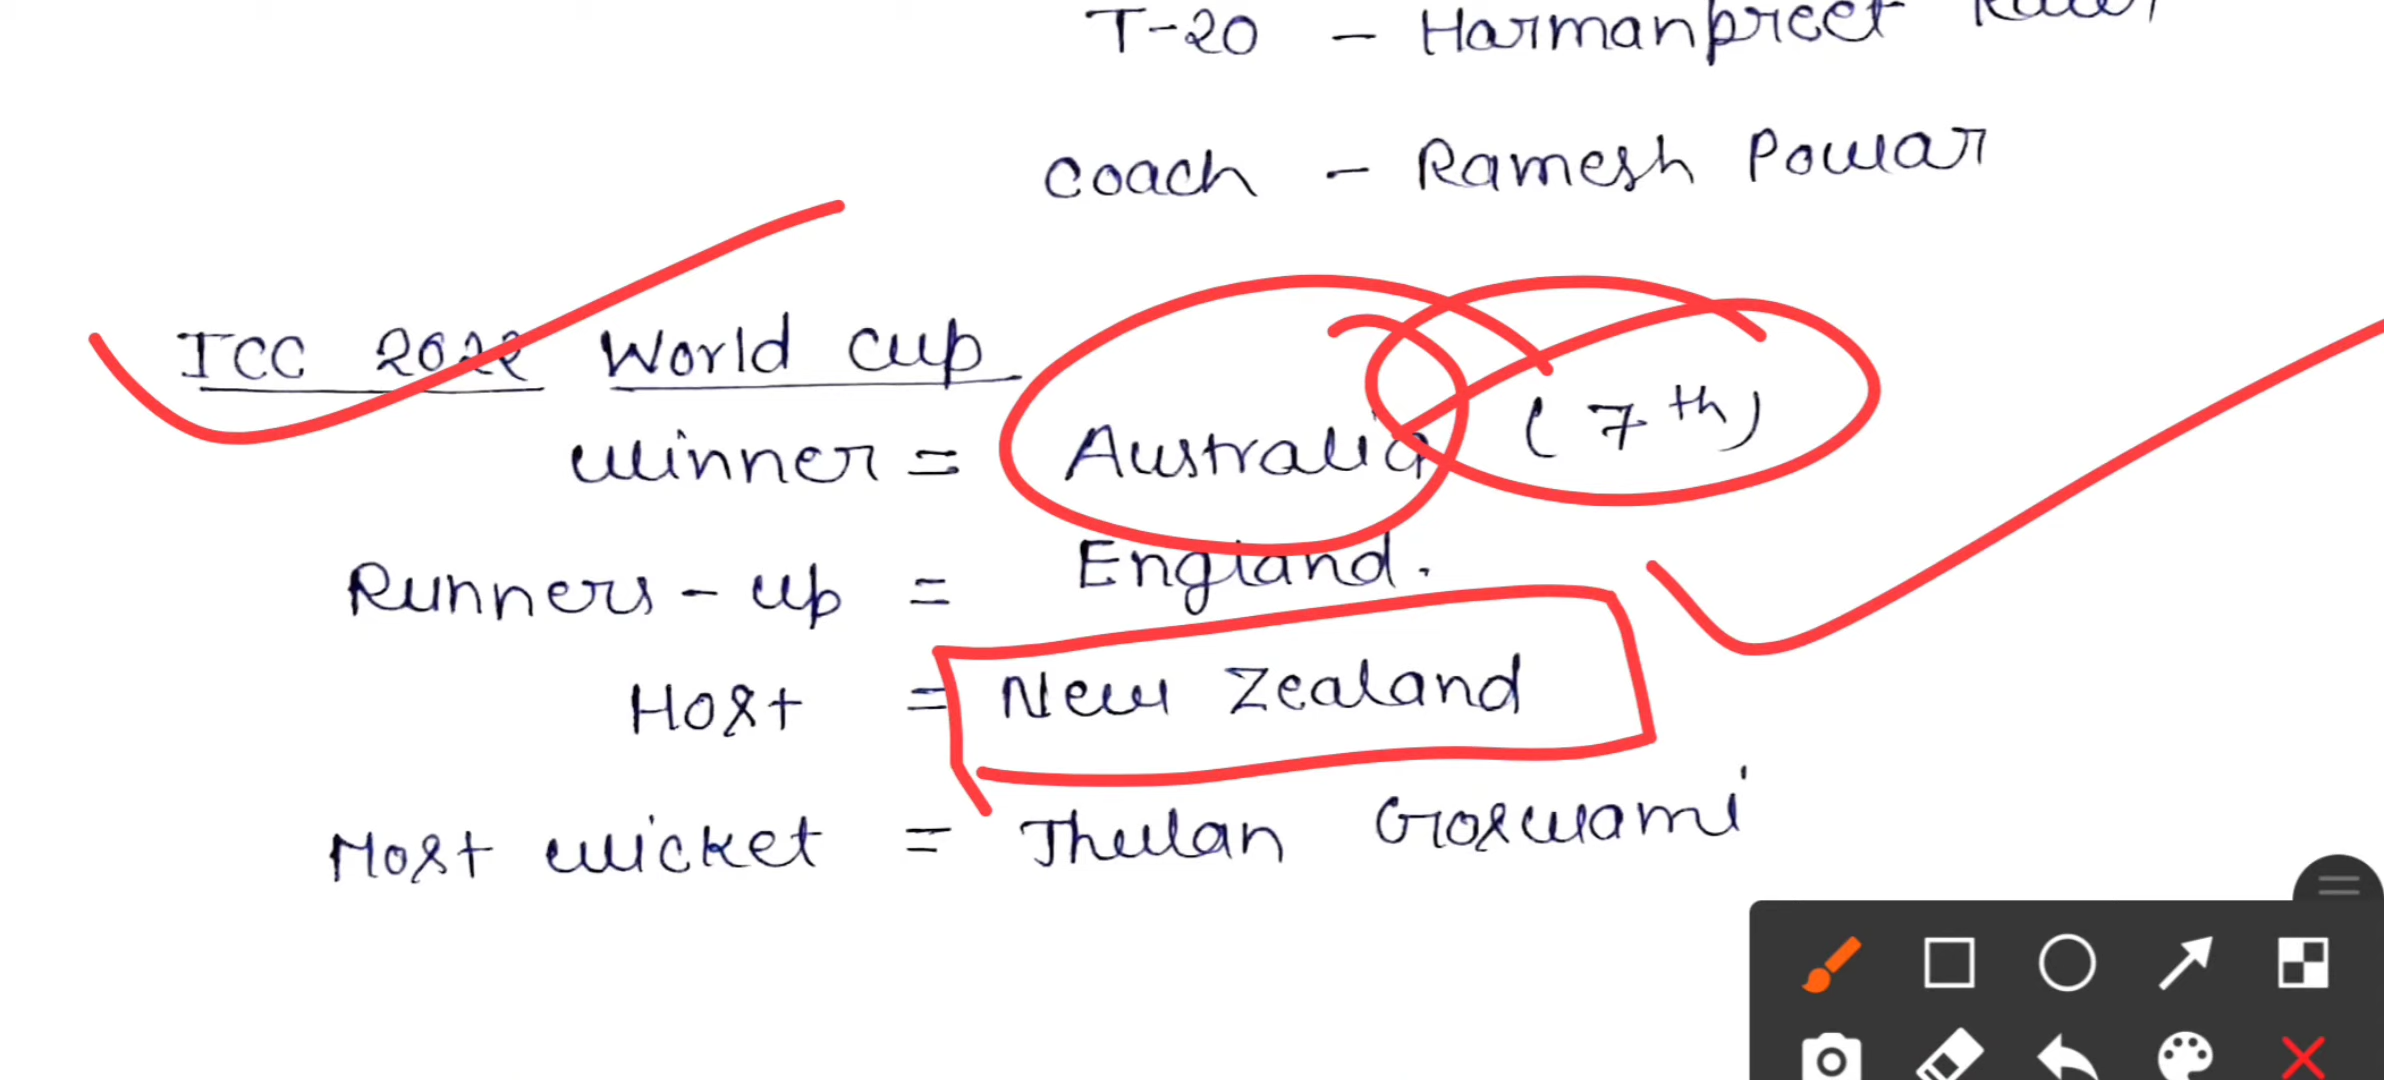 T-20 - Harmanpreet Kaur
Coach - Ramesh Powar
ICC 2022 World Cup
Winner = Australia (7th)
Runners-up = England.
Host = New Zealand
Most wicket = Jhulan Goswami